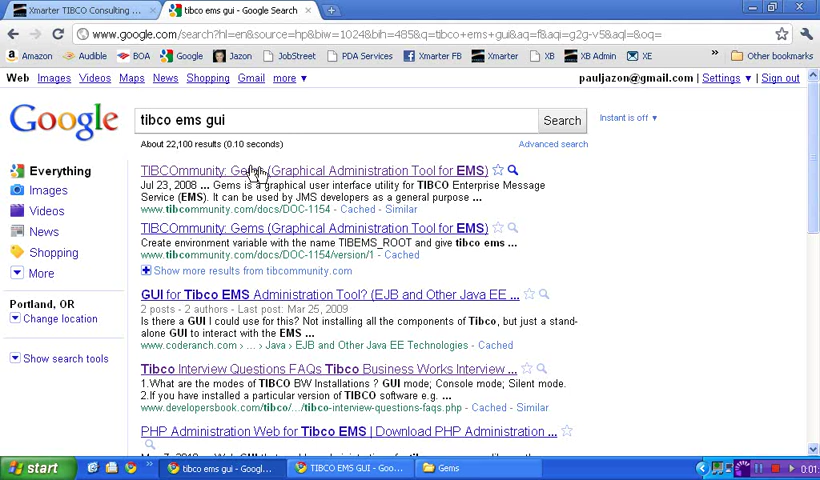 Xmarter TIBCO Consulting ...
tibco ems gui - Google Search
www.google.com/search?hl=en&source=hp&biw=1024&bih=485&q=tibco+ems+gui&aq=f&aqi=g2g-v5&aql=&oq=
Amazon Audible BOA Google Jazon JobStreet PDA Special Xmarter FB Xmarter XB XB Admin XE » Other bookmarks
Web Images Videos Maps News Shopping Gmail more ▼ pauljazon@gmail.com | Settings ▼ | Sign out
Google
tibco ems gui
Search
Instant is off ▼
About 22,100 results (0.10 seconds)
Advanced search
Everything
Images
Videos
News
Shopping
More
Portland, OR
Change location
Show search tools
TIBCOmmunity: Gems (Graphical Administration Tool for EMS)
Jul 23, 2008 ... Gems is a graphical user interface utility for TIBCO Enterprise Message
Service (EMS). It can be used by JMS developers as a general purpose ...
www.tibcommunity.com/docs/DOC-1154 - Cached - Similar
TIBCOmmunity: Gems (Graphical Administration Tool for EMS)
Create environment variable with the name TIBEMS_ROOT and give tibco ems ...
www.tibcommunity.com/docs/DOC-1154/version/1 - Cached
Show more results from tibcommunity.com
GUI for Tibco EMS Administration Tool? (EJB and Other Java EE ...
2 posts - 2 authors - Last post: Mar 25, 2009
Is there a GUI I could use for this? Not installing all the components of Tibco, but just a stand-
alone GUI to interact with the EMS ...
www.coderanch.com › ... › Java › EJB and Other Java EE Technologies - Cached
Tibco Interview Questions FAQs Tibco Business Works Interview ...
1.What are the modes of TIBCO BW Installations ? GUI mode; Console mode; Silent mode.
2.If you have installed a particular version of TIBCO software e.g. ...
www.developersbook.com/tibco/.../tibco-interview-questions-faqs.php - Cached - Similar
PHP Administration Web for Tibco EMS | Download PHP Administration ...
start
tibco ems gui - Googl...
TIBCO EMS GUI - Goo...
Gems
0:01: